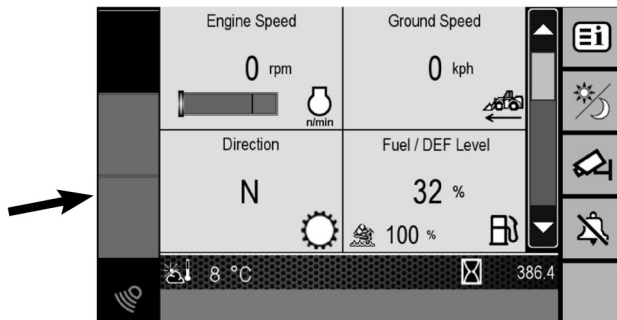 Engine Speed
Ground Speed
0 rpm
0 kph
n/min
Direction
Fuel / DEF Level
N
32 %
100 %
8 °C
386.4